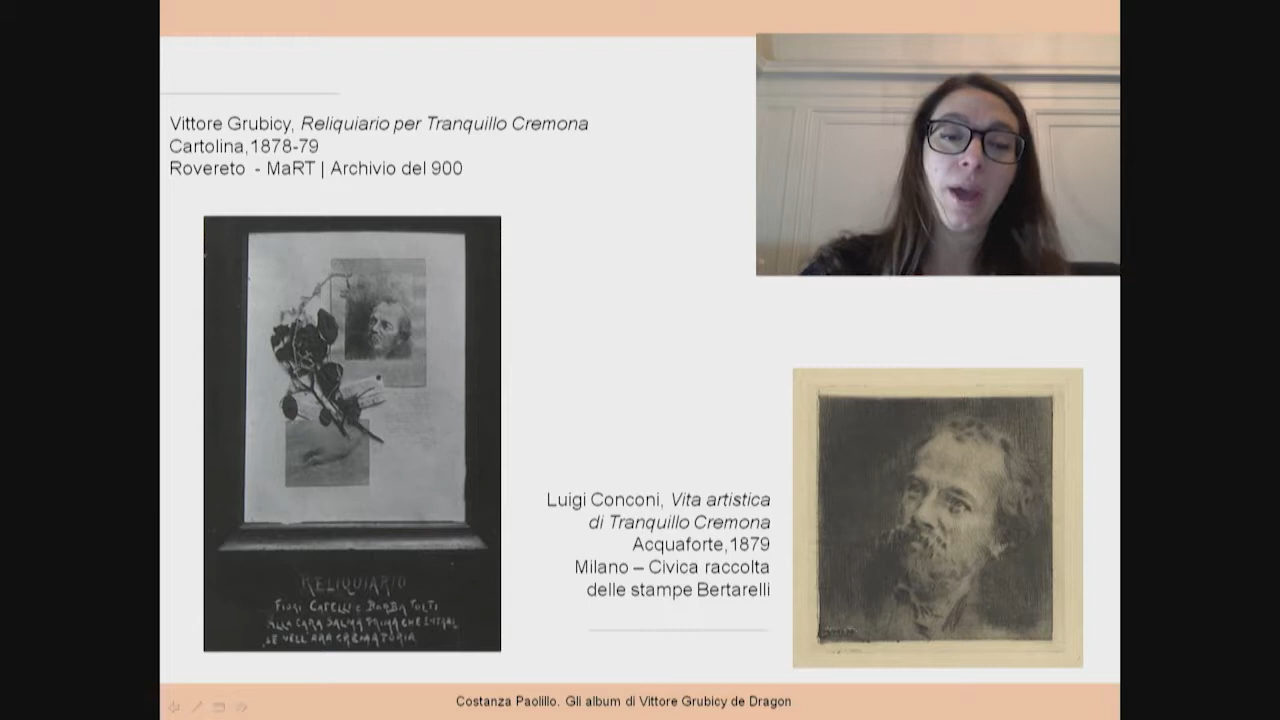 Vittore Grubicy, Reliquiario per Tranquillo Cremona
Cartolina,1878-79
Rovereto - MaRT | Archivio del 900
RELIQUIARIO
FIORI CAPELLI E BARBA TOLTI
ALLA CARA SALMA PRIMA CHE ENTRAS
SE NELL'ARA CREMATORIA
Luigi Conconi, Vita artistica
di Tranquillo Cremona
Acquaforte,1879
Milano – Civica raccolta
delle stampe Bertarelli
Costanza Paolillo. Gli album di Vittore Grubicy de Dragon